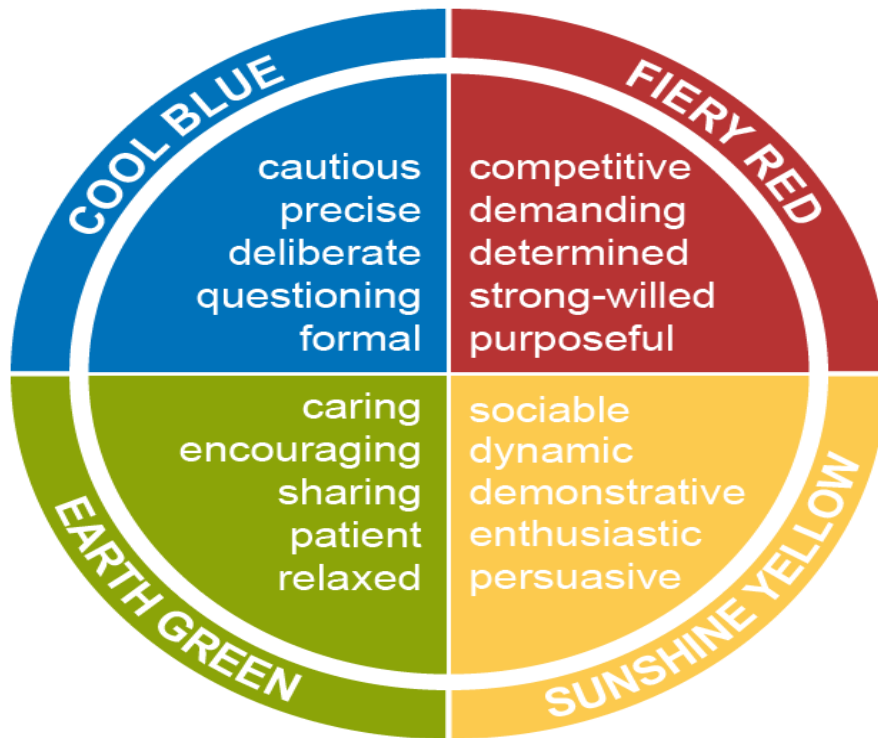 COOL BLUE
cautious
precise
deliberate
questioning
formal
FIERY RED
competitive
demanding
determined
strong-willed
purposeful
EARTH GREEN
caring
encouraging
sharing
patient
relaxed
SUNSHINE YELLOW
sociable
dynamic
demonstrative
enthusiastic
persuasive